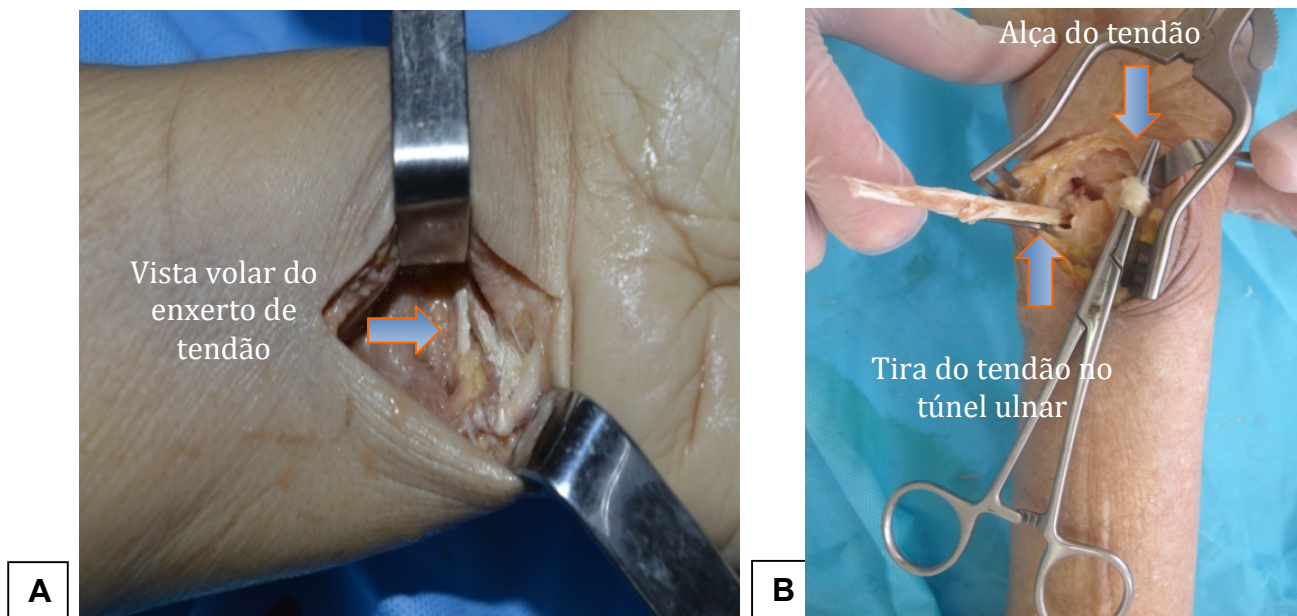 Vista volar do
enxerto de
tendão
A
Alça do tendão
Tira do tendão no
túnel ulnar
B